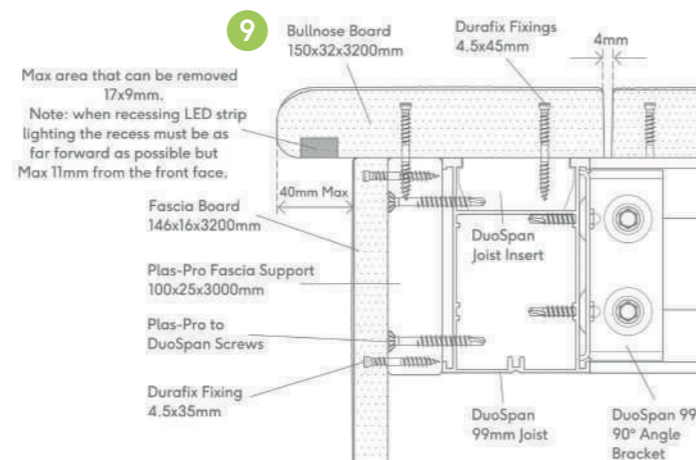 9
Bullnose Board
150x32x3200mm
Durafix Fixings
4.5x45mm
4mm
Max area that can be removed
17x9mm.
Note: when recessing LED strip
lighting the recess must be as
far forward as possible but
Max 11mm from the front face.
40mm Max
Fascia Board
146x16x3200mm
DuoSpan
Joist Insert
Plas-Pro Fascia Support
100x25x3000mm
Plas-Pro to
DuoSpan Screws
Durafix Fixing
4.5x35mm
DuoSpan
99mm Joist
DuoSpan 99
90° Angle
Bracket